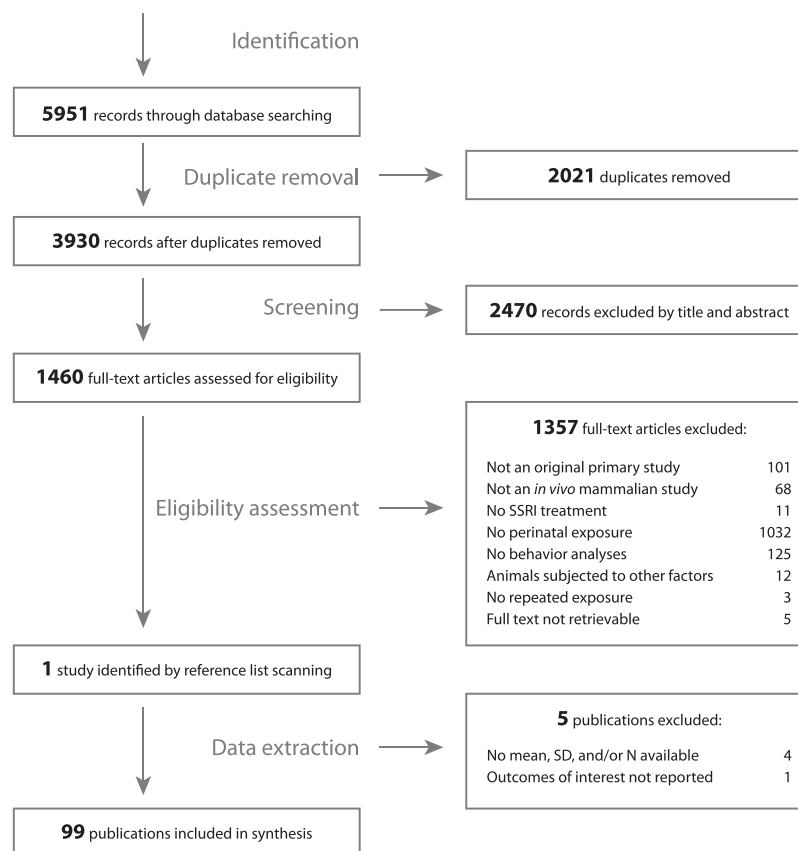 Identification
5951 records through database searching
Duplicate removal
2021 duplicates removed
3930 records after duplicates removed
Screening
2470 records excluded by title and abstract
1460 full-text articles assessed for eligibility
Eligibility assessment
1357 full-text articles excluded:
Not an original primary study 101
Not an in vivo mammalian study 68
No SSRI treatment 11
No perinatal exposure 1032
No behavior analyses 125
Animals subjected to other factors 12
No repeated exposure 3
Full text not retrievable 5
1 study identified by reference list scanning
Data extraction
5 publications excluded:
No mean, SD, and/or N available 4
Outcomes of interest not reported 1
99 publications included in synthesis